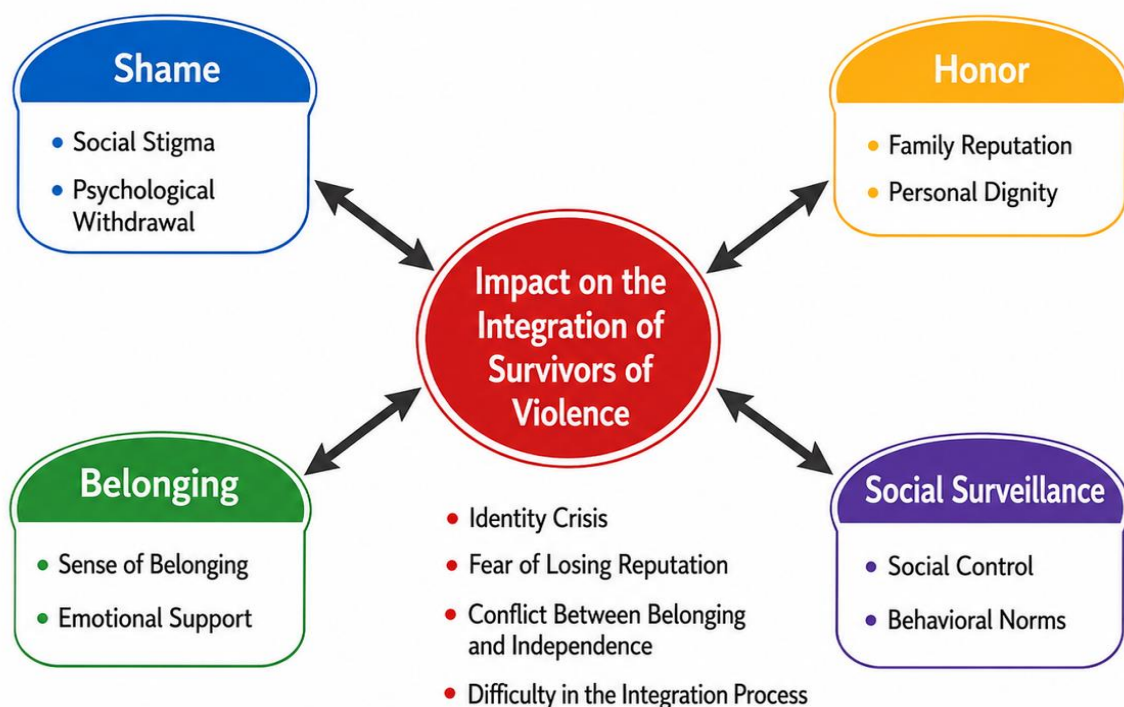 Shame
• Social Stigma
• Psychological
Withdrawal
Honor
• Family Reputation
• Personal Dignity
Impact on the
Integration of
Survivors of
Violence
Belonging
• Sense of Belonging
• Emotional Support
• Identity Crisis
• Fear of Losing Reputation
• Conflict Between Belonging
and Independence
• Difficulty in the Integration Process
Social Surveillance
• Social Control
• Behavioral Norms